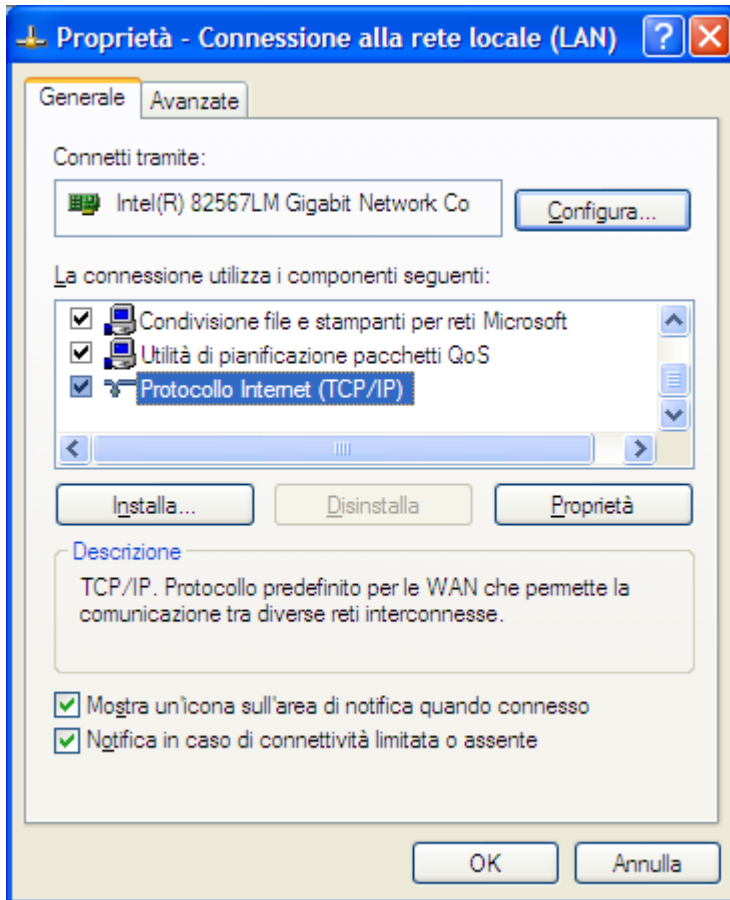 Proprietà - Connessione alla rete locale (LAN)
Generale
Avanzate
Connetti tramite:
Intel(R) 82567LM Gigabit Network Co
Configura...
La connessione utilizza i componenti seguenti:
Condivisione file e stampanti per reti Microsoft
Utilità di pianificazione pacchetti QoS
Protocollo Internet (TCP/IP)
Installa...
Disinstalla
Proprietà
Descrizione
TCP/IP. Protocollo predefinito per le WAN che permette la
comunicazione tra diverse reti interconnesse.
Mostra un'icona sull'area di notifica quando connesso
Notifica in caso di connettività limitata o assente
OK
Annulla